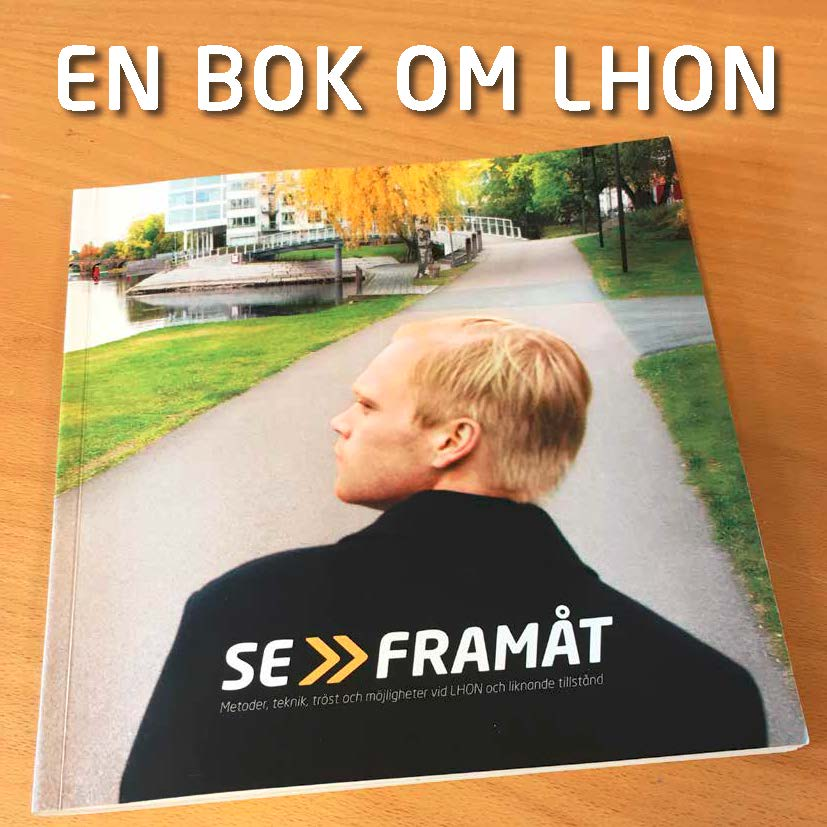 EN BOK OM LHON
SE >> FRAMÅT
Metoder, teknik, tröst och möjligheter vid LHON och liknande tillstånd